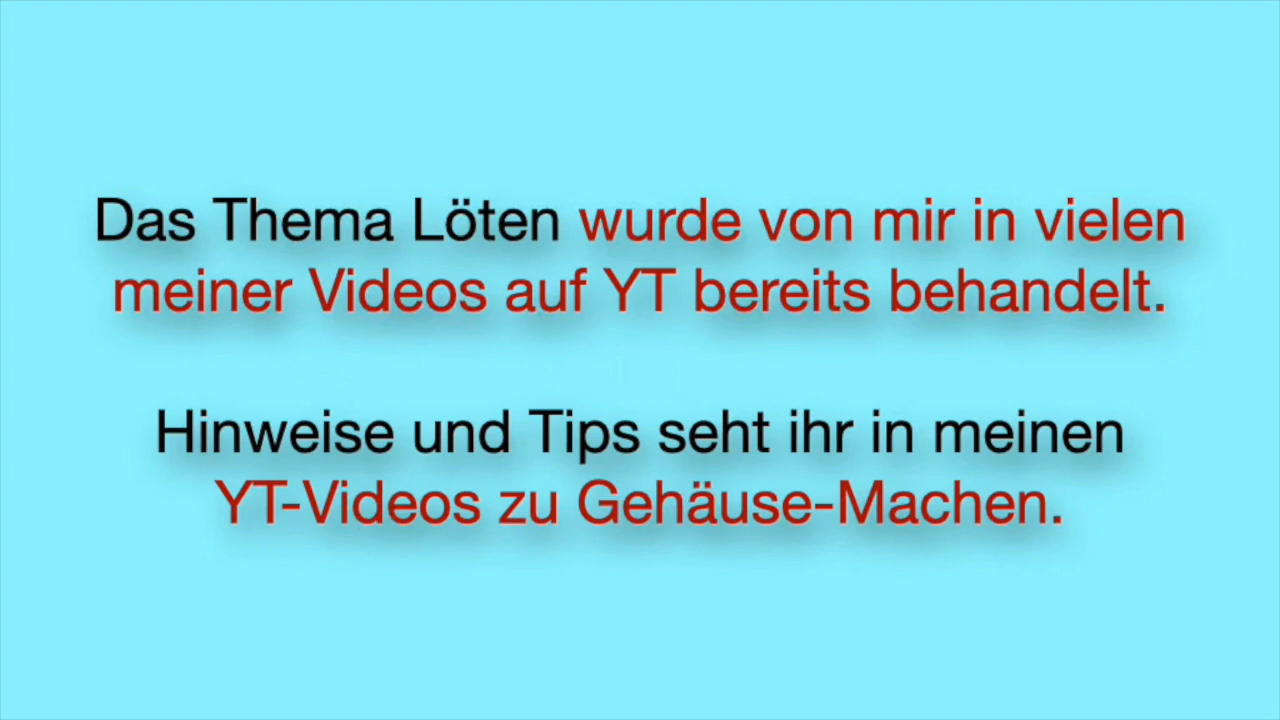 Das Thema Löten wurde von mir in vielen
meiner Videos auf YT bereits behandelt.
Hinweise und Tips seht ihr in meinen
YT-Videos zu Gehäuse-Machen.